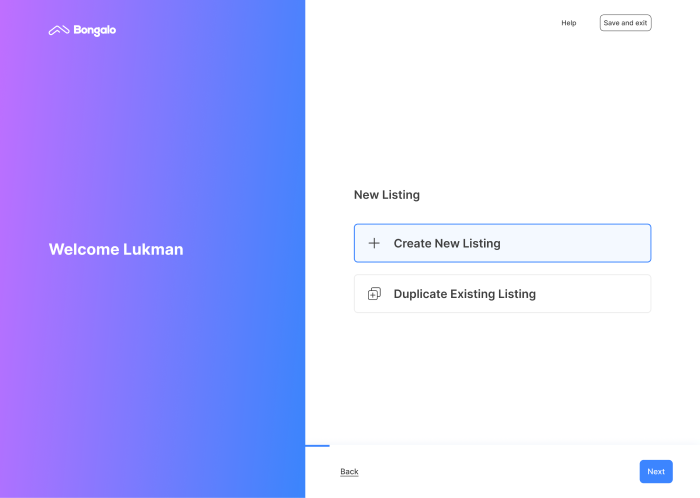 Bongalo
Help
Save and exit
New Listing
Create New Listing
Welcome Lukman
Duplicate Existing Listing
Back
Next